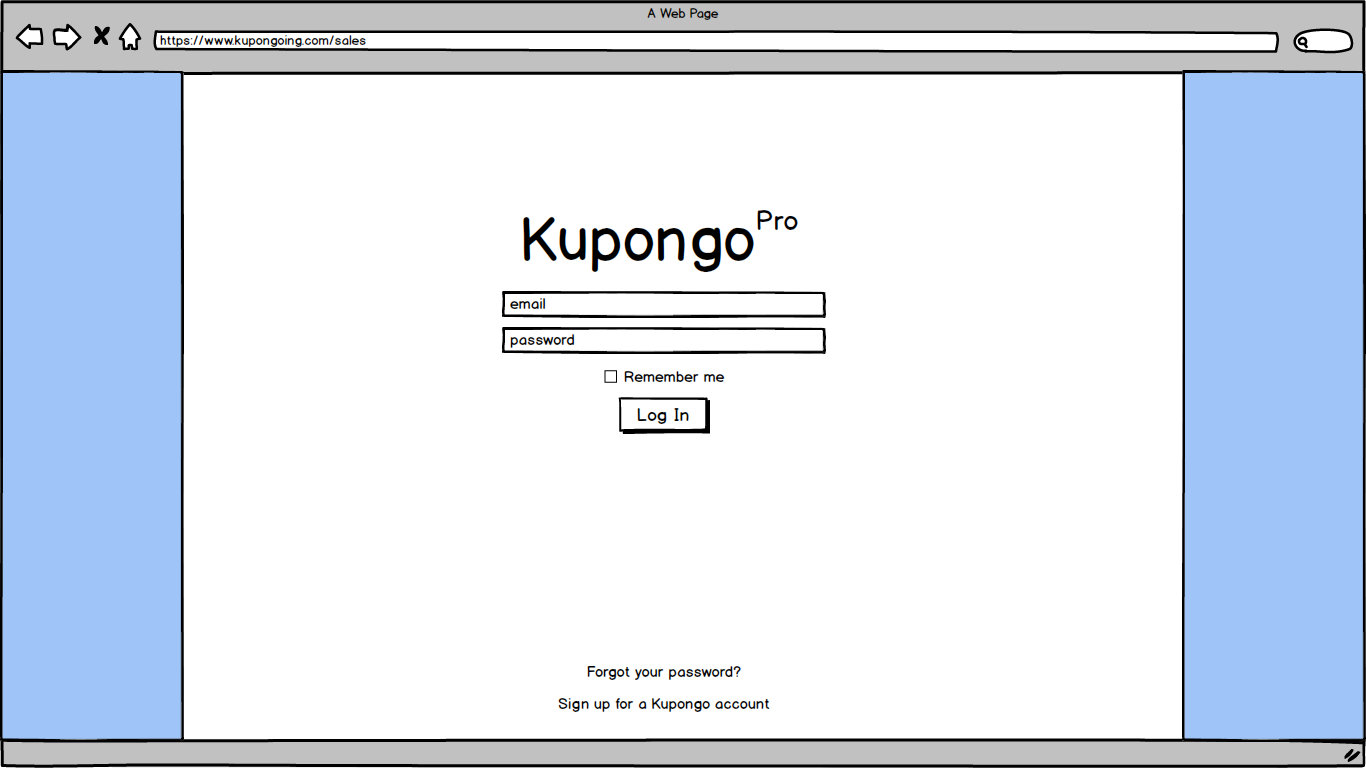 A Web Page
https://www.kupongoing.com/sales
Kupongo Pro
email
password
Remember me
Log In
Forgot your password?
Sign up for a Kupongo account